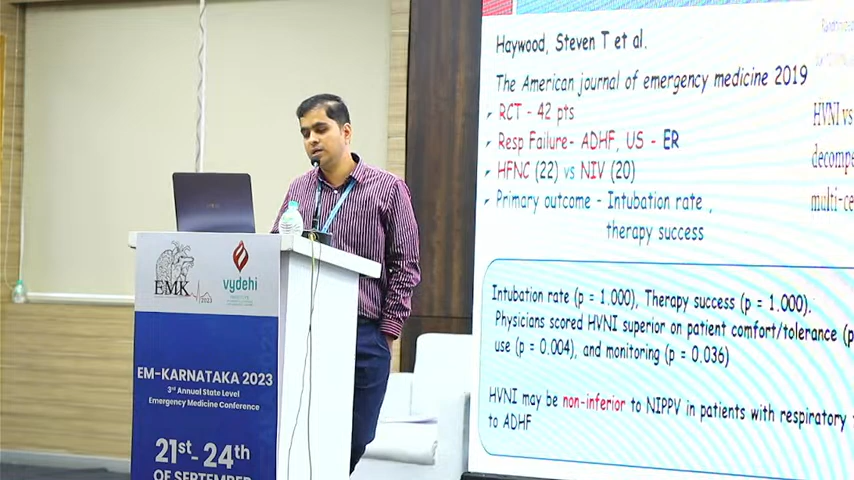 EMK
2023
vydehi
EM-KARNATAKA 2023
3rd Annual State Level
Emergency Medicine Conference
21st - 24th
OF SEPTEMBER
Haywood, Steven T et al.
The American journal of emergency medicine 2019
RCT - 42 pts
Resp Failure- ADHF, US - ER
HFNC (22) vs NIV (20)
Primary outcome - Intubation rate ,
therapy success
Intubation rate (p = 1.000), Therapy success (p = 1.000).
Physicians scored HVNI superior on patient comfort/tolerance (p
use (p = 0.004), and monitoring (p = 0.036)
HVNI may be non-inferior to NIPPV in patients with respiratory
to ADHF
HVNI vs
decompe
multi-ce